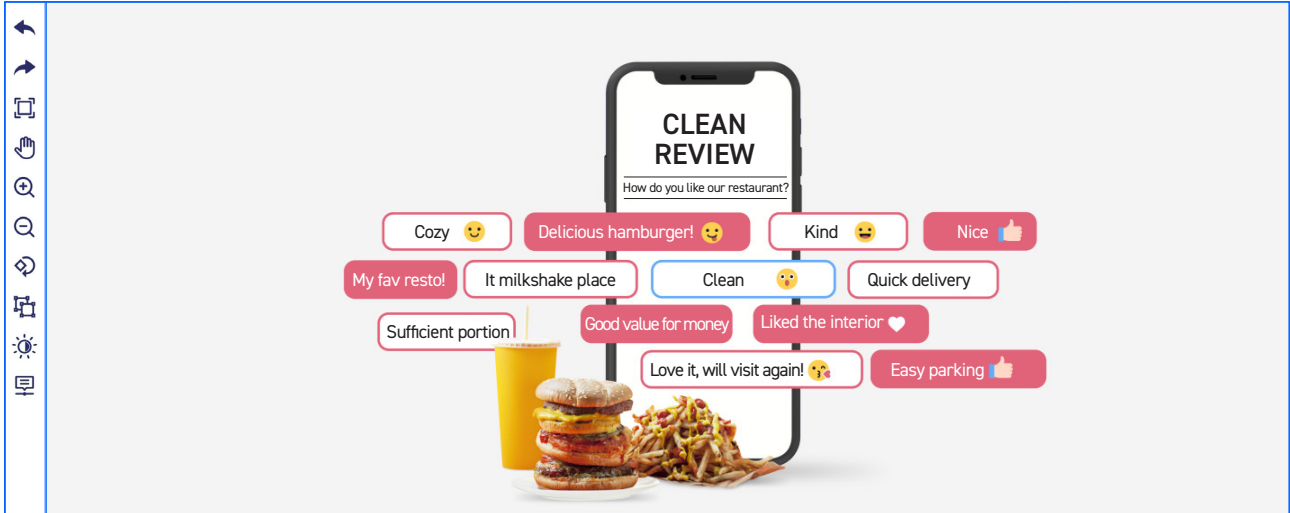 CLEAN
REVIEW
How do you like our restaurant?
Cozy
Delicious hamburger!
Kind
Nice
My fav resto!
It milkshake place
Clean
Quick delivery
Sufficient portion
Good value for money
Liked the interior
Love it, will visit again!
Easy parking